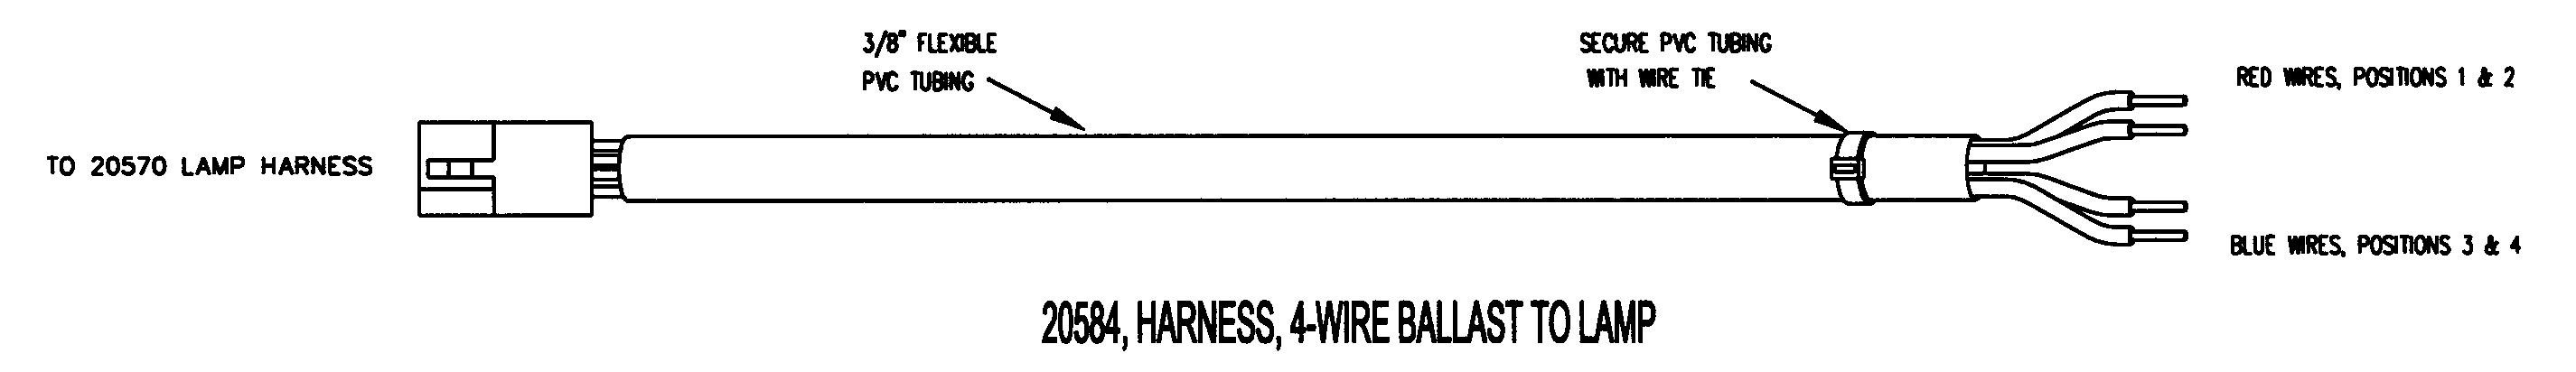 3/8" FLEXIBLE
PVC TUBING
SECURE PVC TUBING
WITH WIRE TIE
RED WIRES, POSITIONS 1 & 2
TO 20570 LAMP HARNESS
BLUE WIRES, POSITIONS 3 & 4
20584, HARNESS, 4-WIRE BALLAST TO LAMP